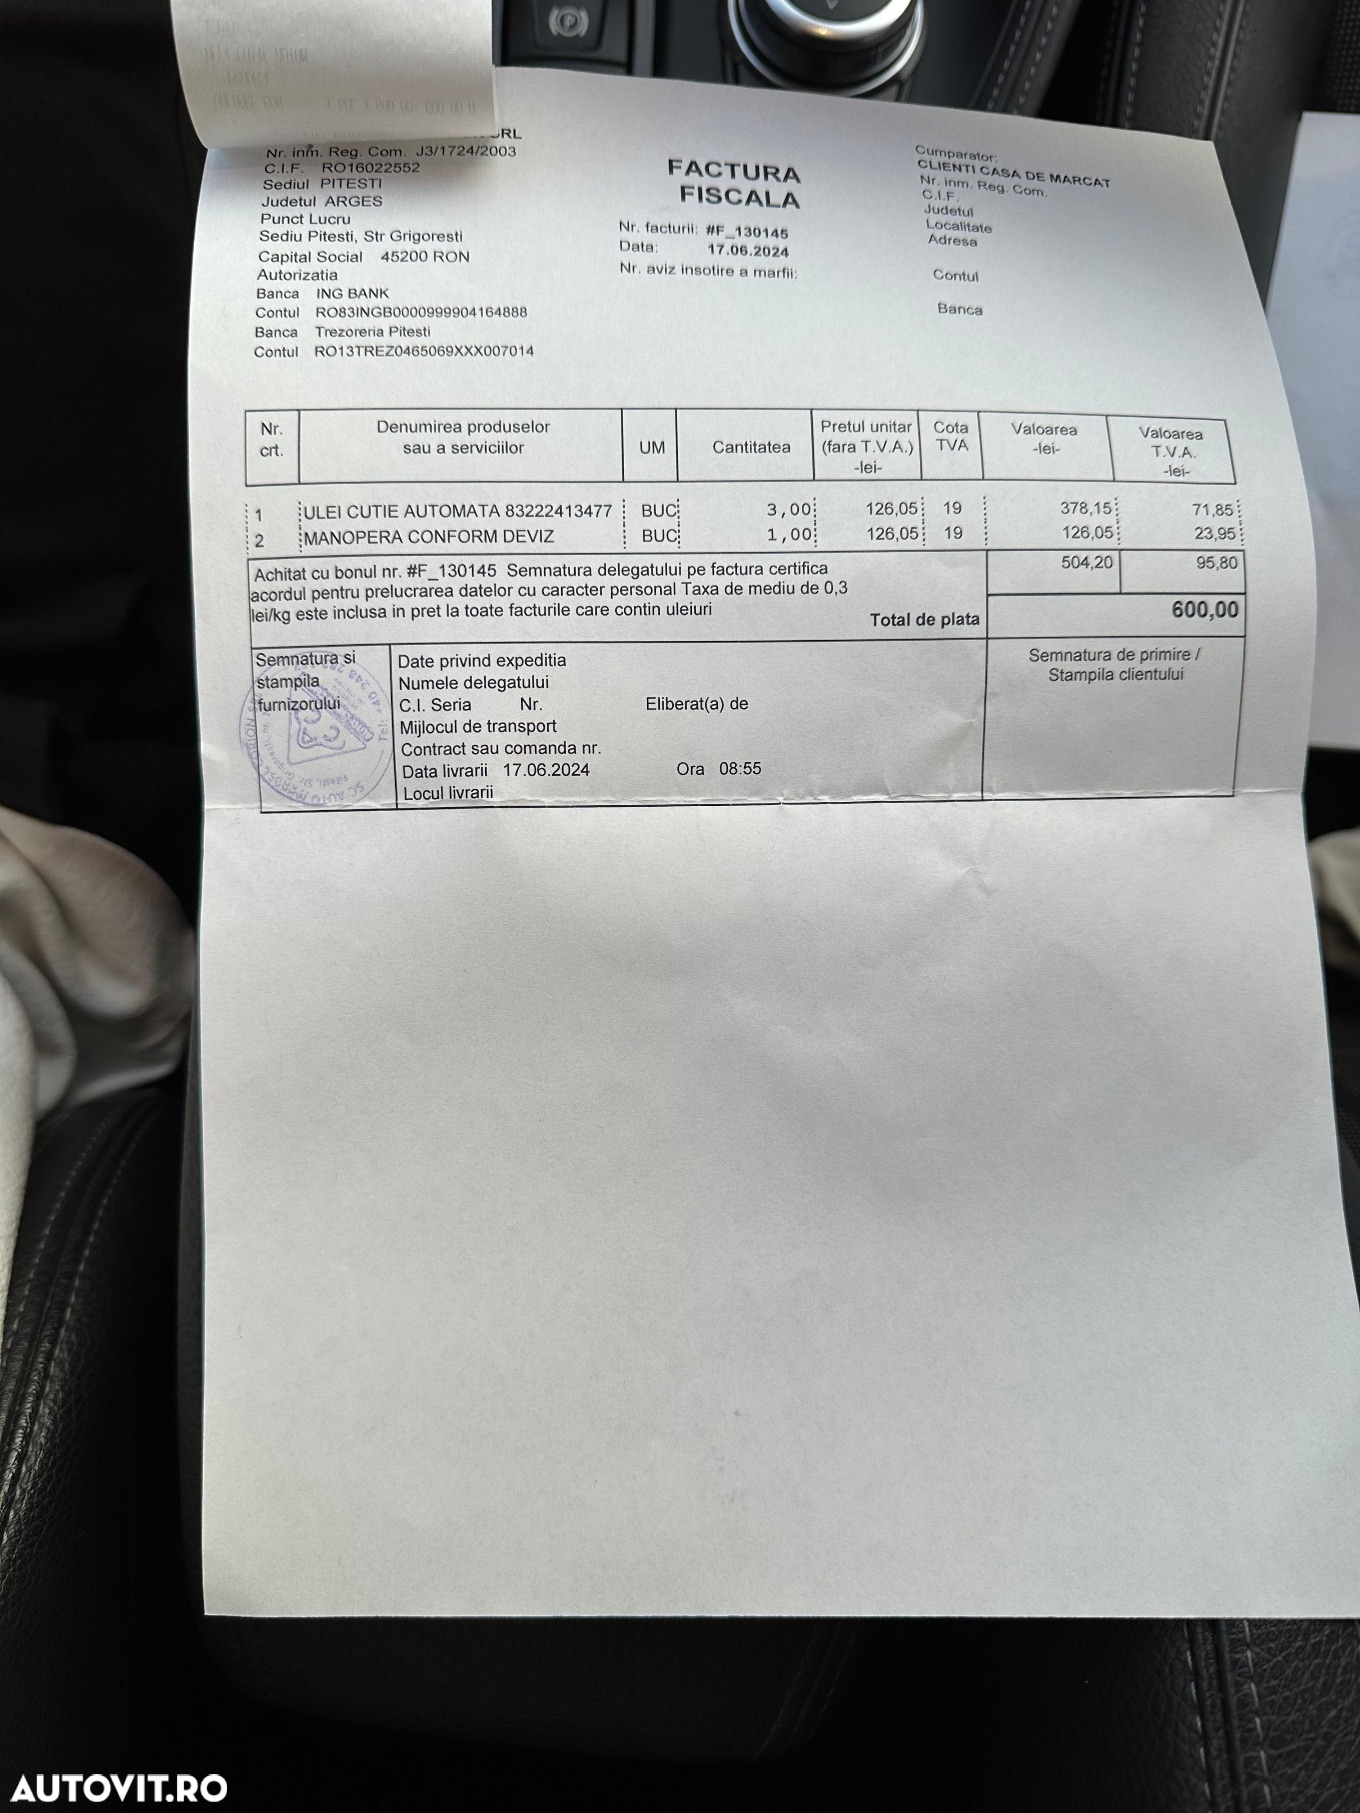 SRL
Nr. inm. Reg. Com. J3/1724/2003
C.I.F. RO16022552
Sediul PITESTI
Judetul ARGES
Punct Lucru
Sediu Pitesti, Str Grigoresti
Capital Social 45200 RON
Autorizatia
Banca ING BANK
Contul RO83INGB0000999904164888
Banca Trezoreria Pitesti
Contul RO13TREZ0465069XXX007014
FACTURA
FISCALA
Nr. facturii: #F_130145
Data: 17.06.2024
Nr. aviz insotire a marfii:
Cumparator:
CLIENTI CASA DE MARCAT
Nr. inm. Reg. Com.
C.I.F.
Judetul
Localitate
Adresa
Contul
Banca
Nr. crt. Denumirea produselor sau a serviciilor UM Cantitatea Pretul unitar (fara T.V.A.) -lei- Cota TVA Valoarea -lei- Valoarea T.V.A. -lei-
1 ULEI CUTIE AUTOMATA 83222413477 BUC 3,00 126,05 19 378,15 71,85
2 MANOPERA CONFORM DEVIZ BUC 1,00 126,05 19 126,05 23,95
Achitat cu bonul nr. #F_130145 Semnatura delegatului pe factura certifica 504,20 95,80
acordul pentru prelucrarea datelor cu caracter personal Taxa de mediu de 0,3
lei/kg este inclusa in pret la toate facturile care contin uleiuri
Total de plata 600,00
Semnatura si
stampila
furnizorului
Date privind expeditia
Numele delegatului
C.I. Seria Nr. Eliberat(a) de
Mijlocul de transport
Contract sau comanda nr.
Data livrarii 17.06.2024 Ora 08:55
Locul livrarii
Semnatura de primire /
Stampila clientului
AUTOVIT.RO